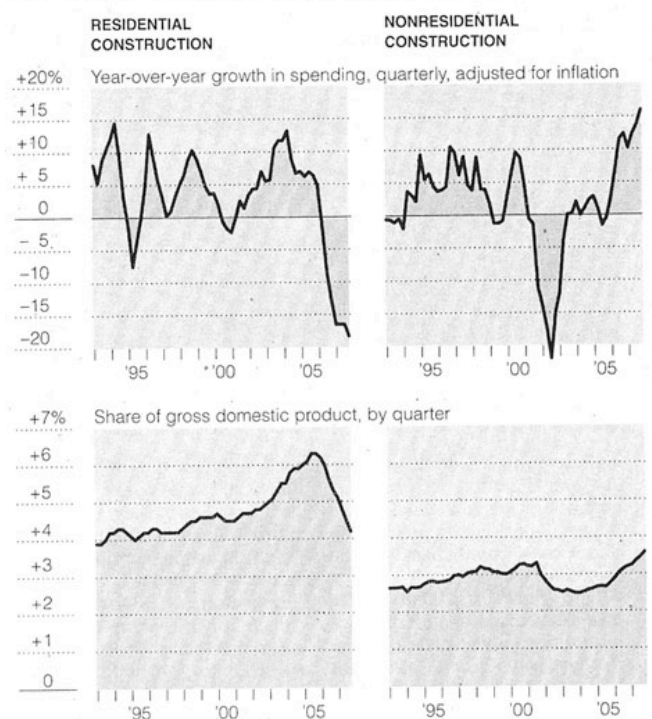 RESIDENTIAL
CONSTRUCTION
NONRESIDENTIAL
CONSTRUCTION
+20% Year-over-year growth in spending, quarterly, adjusted for inflation
+15
+10
+ 5
0
– 5
–10
–15
–20
'95 '00 '05 '95 '00 '05
+7% Share of gross domestic product, by quarter
+6
+5
+4
+3
+2
+1
0
'95 '00 '05 '95 '00 '05